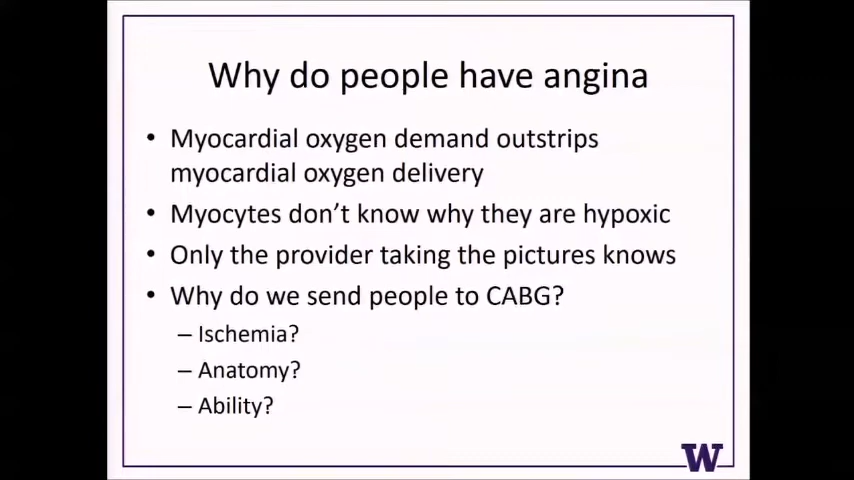 Why do people have angina
• Myocardial oxygen demand outstrips
myocardial oxygen delivery
• Myocytes don't know why they are hypoxic
• Only the provider taking the pictures knows
• Why do we send people to CABG?
– Ischemia?
– Anatomy?
– Ability?
W